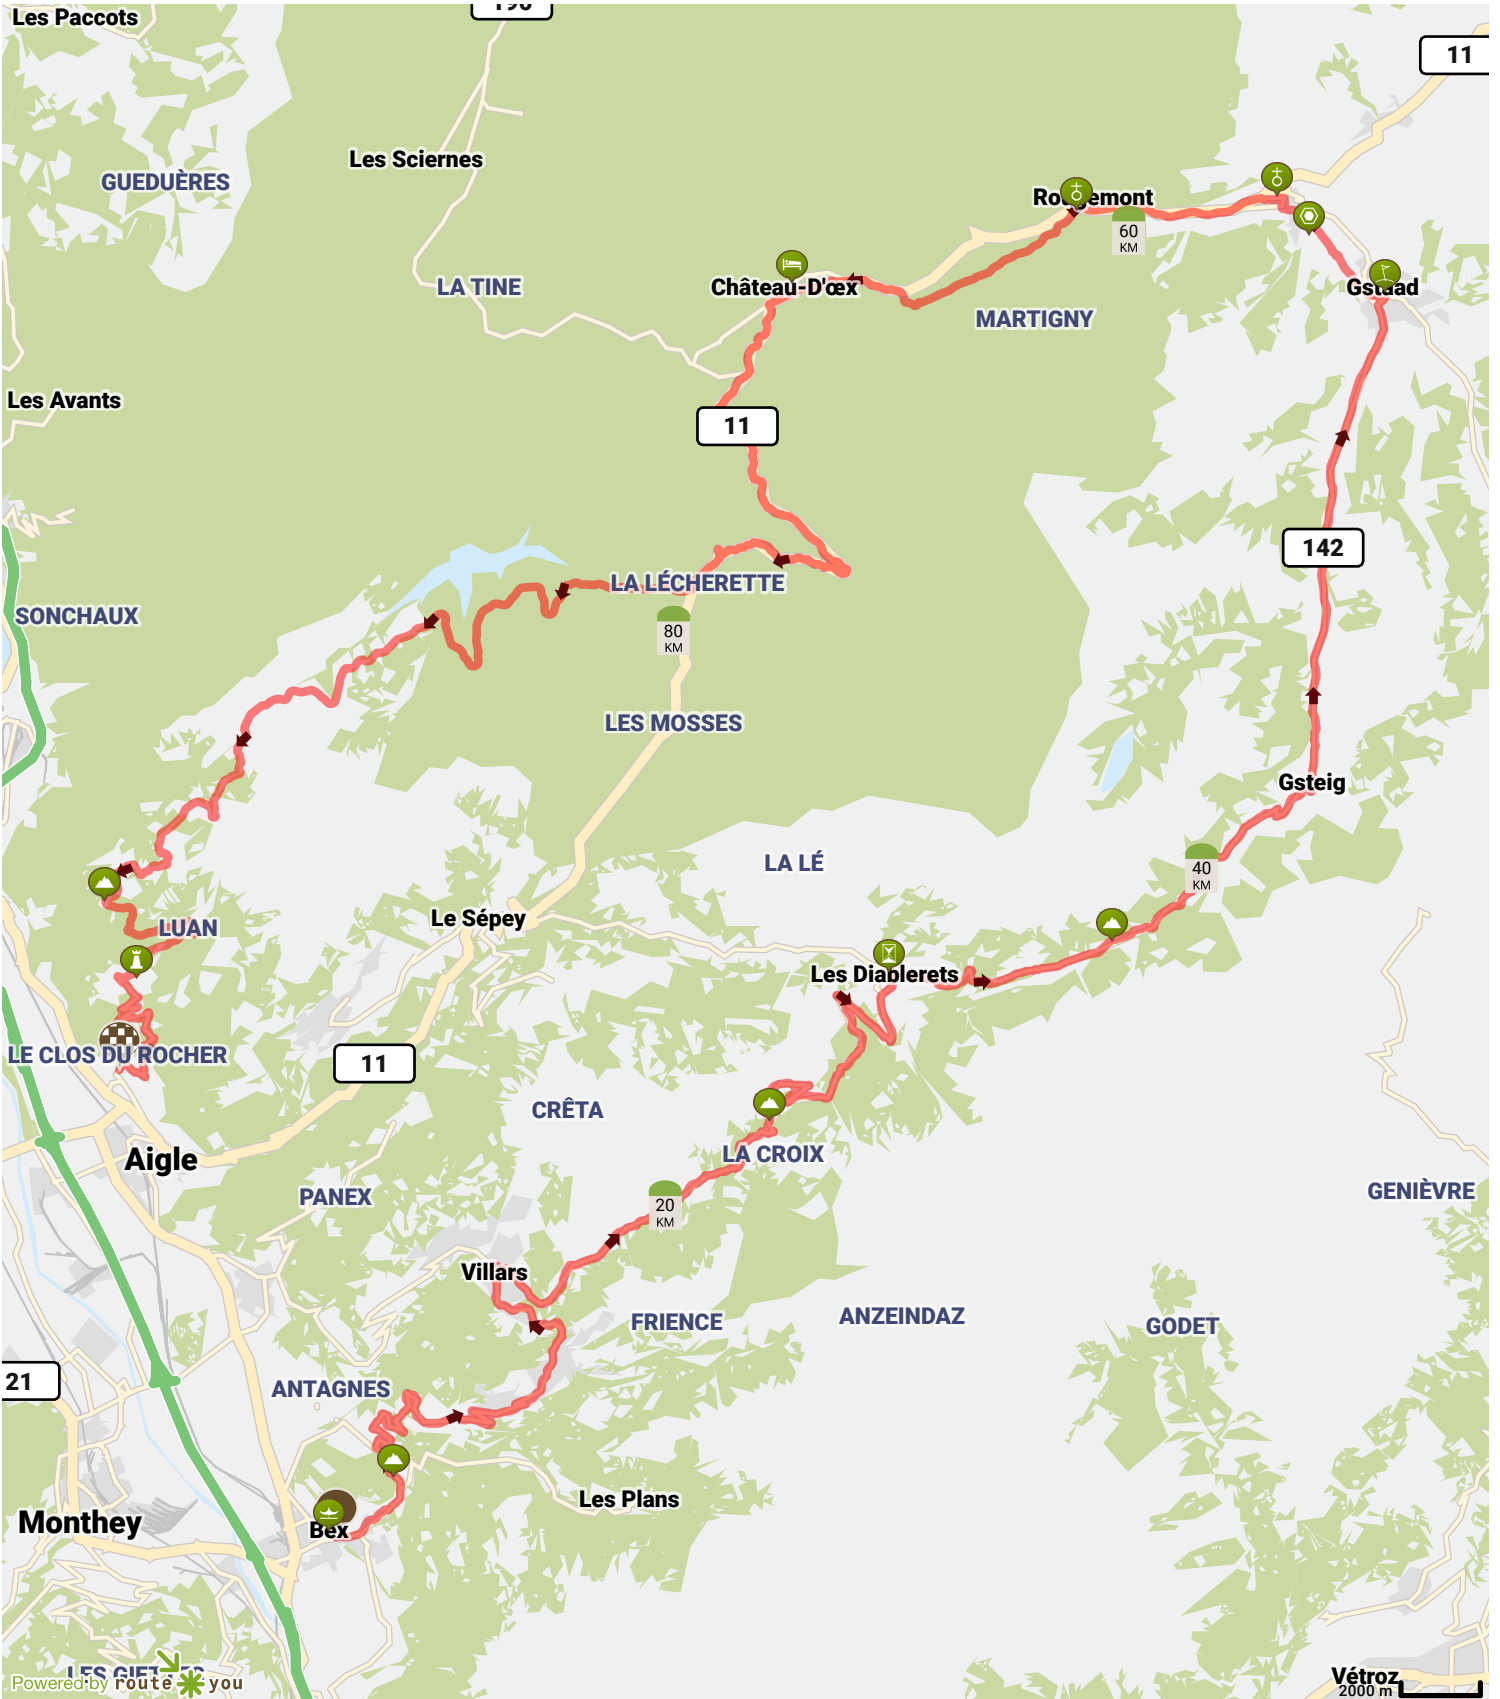 Les Paccots
190
11
Les Sciernes
GUEDUÈRES
Rougemont
60
KM
LA TINE
Château-D'œx
Gstaad
MARTIGNY
Les Avants
11
142
LA LÉCHERETTE
SONCHAUX
80
KM
LES MOSSES
Gsteig
LA LÉ
40
KM
Le Sépey
LUAN
Les Diablerets
LE CLOS DU ROCHER
11
CRÊTA
Aigle
LA CROIX
PANEX
20
KM
GENIÈVRE
Villars
FRIENCE
ANZEINDAZ
GODET
21
ANTAGNES
Les Plans
Monthey
Bex
Powered by route you
Vétroz
2000 m